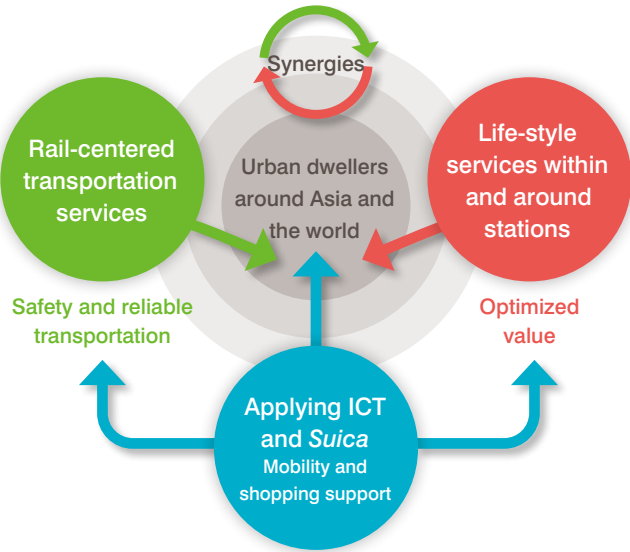 Synergies
Rail-centered
transportation
services
Urban dwellers
around Asia and
the world
Life-style
services within
and around
stations
Safety and reliable
transportation
Optimized
value
Applying ICT
and Suica
Mobility and
shopping support